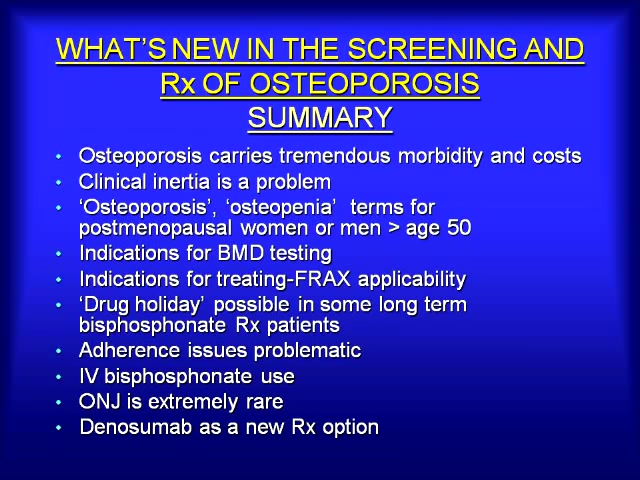 WHAT'S NEW IN THE SCREENING AND
Rx OF OSTEOPOROSIS
SUMMARY
• Osteoporosis carries tremendous morbidity and costs
• Clinical inertia is a problem
• 'Osteoporosis', 'osteopenia' terms for
postmenopausal women or men > age 50
• Indications for BMD testing
• Indications for treating-FRAX applicability
• 'Drug holiday' possible in some long term
bisphosphonate Rx patients
• Adherence issues problematic
• IV bisphosphonate use
• ONJ is extremely rare
• Denosumab as a new Rx option